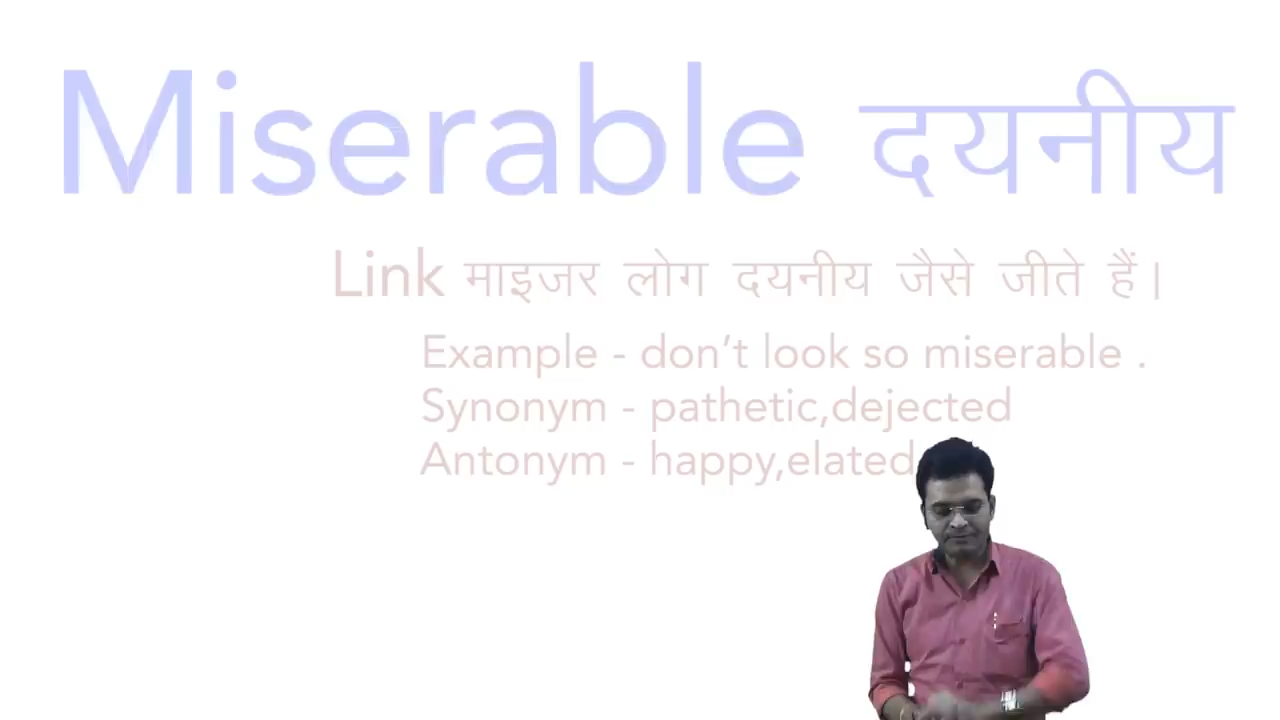 Miserable दयनीय
Link माइजर लोग दयनीय जैसे जीते हैं।
Example - don’t look so miserable .
Synonym - pathetic,dejected
Antonym - happy,elated